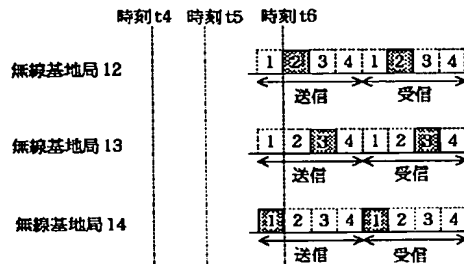 時刻t4 時刻t5 時刻t6
無線基地局12 1 2 3 4 1 2 3 4
送信 受信
無線基地局13 1 2 3 4 1 2 3 4
送信 受信
無線基地局14 1 2 3 4 1 2 3 4
送信 受信